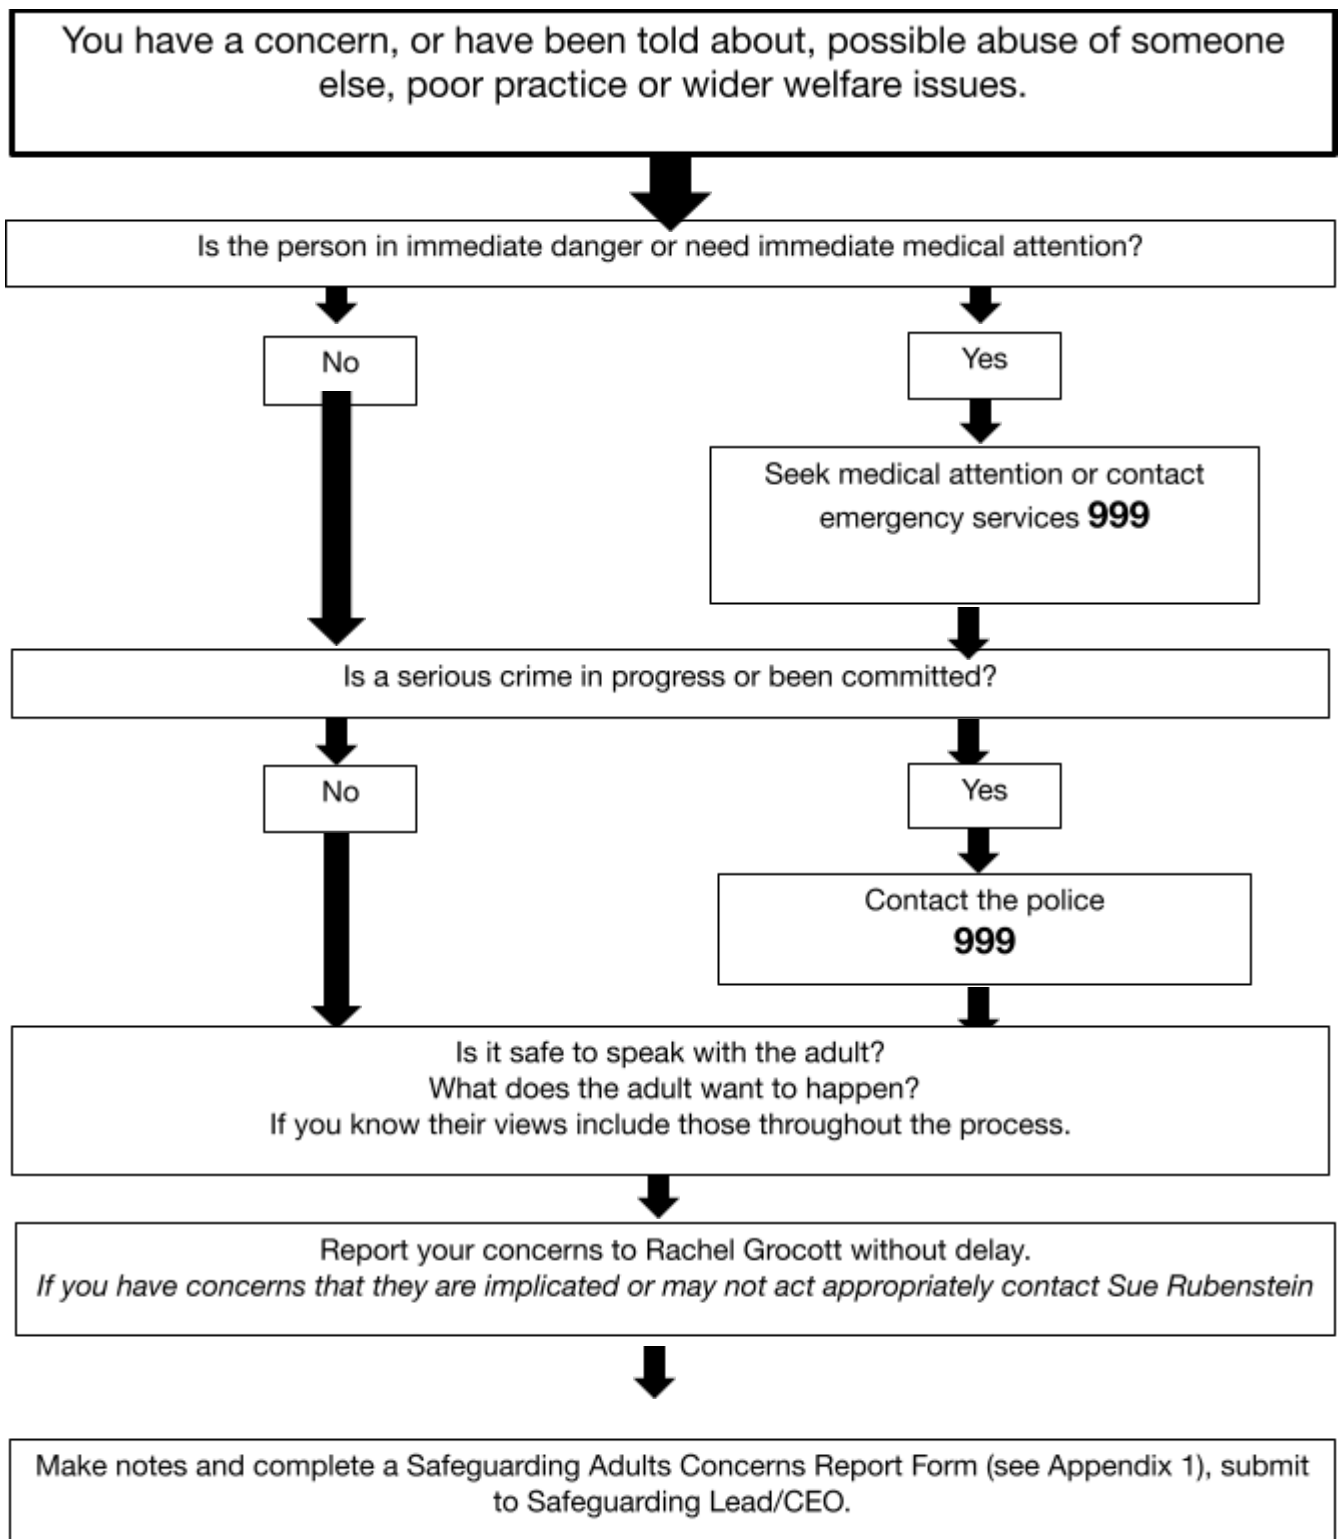 You have a concern, or have been told about, possible abuse of someone
else, poor practice or wider welfare issues.
Is the person in immediate danger or need immediate medical attention?
No
Yes
Seek medical attention or contact
emergency services 999
Is a serious crime in progress or been committed?
No
Yes
Contact the police
999
Is it safe to speak with the adult?
What does the adult want to happen?
If you know their views include those throughout the process.
Report your concerns to Rachel Grocott without delay.
If you have concerns that they are implicated or may not act appropriately contact Sue Rubenstein
Make notes and complete a Safeguarding Adults Concerns Report Form (see Appendix 1), submit
to Safeguarding Lead/CEO.